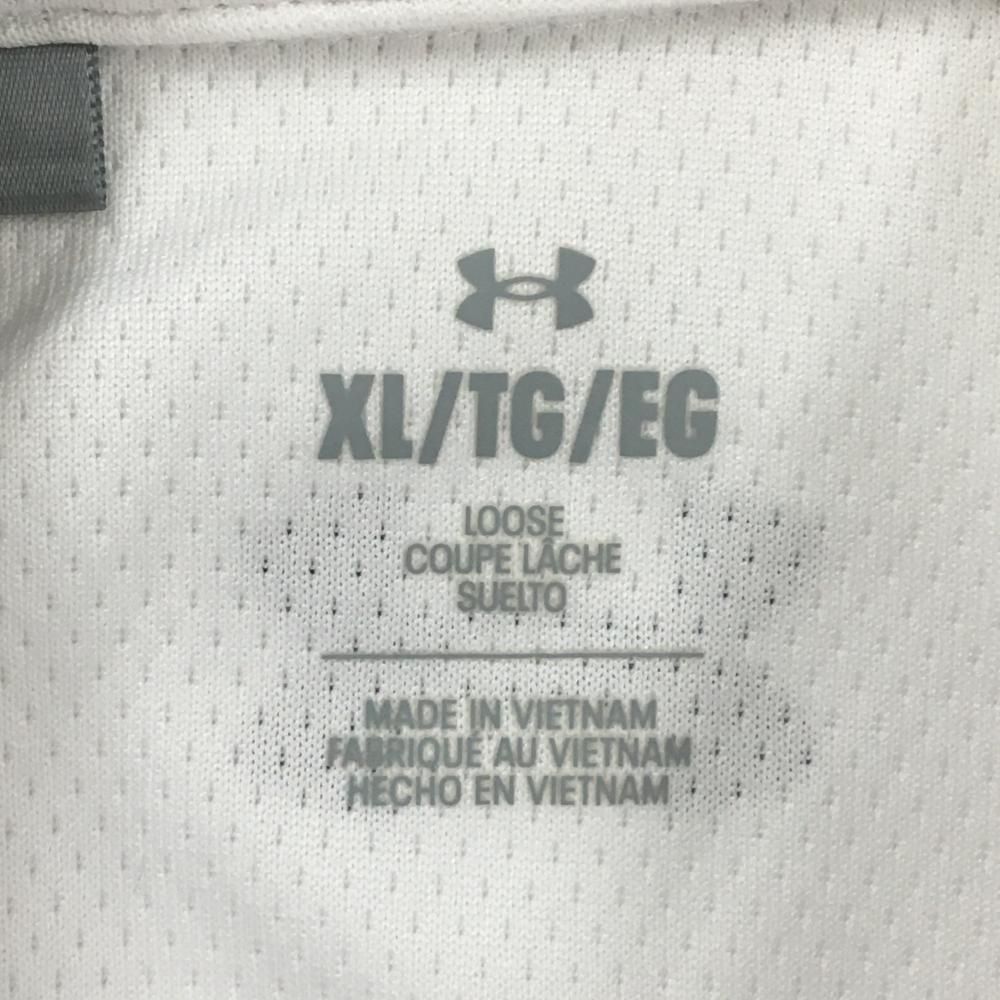 XL/TG/EG
LOOSE
COUPE LÂCHE
SUELTO
MADE IN VIETNAM
FABRIQUÉ AU VIETNAM
HECHO EN VIETNAM